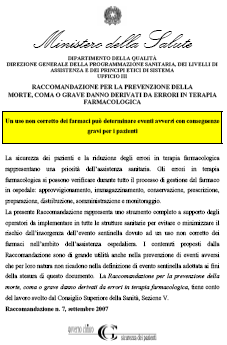 Ministero della Salute
DIPARTIMENTO DELLA QUALITÀ
DIREZIONE GENERALE DELLA PROGRAMMAZIONE SANITARIA, DEI LIVELLI DI
ASSISTENZA E DEI PRINCIPI ETICI DI SISTEMA
UFFICIO III
RACCOMANDAZIONE PER LA PREVENZIONE DELLA
MORTE, COMA O GRAVE DANNO DERIVATI DA ERRORI IN TERAPIA
FARMACOLOGICA
Un uso non corretto dei farmaci può determinare eventi avversi con conseguenze
gravi per i pazienti
La sicurezza dei pazienti e la riduzione degli errori in terapia farmacologica
rappresentano una priorità dell'assistenza sanitaria. Gli errori in terapia
farmacologica si possono verificare durante tutto il processo di gestione del farmaco
in ospedale: approvvigionamento, immagazzinamento, conservazione, prescrizione,
preparazione, distribuzione, somministrazione e monitoraggio.
La presente Raccomandazione rappresenta uno strumento completo a supporto degli
operatori da implementare in tutte le strutture sanitarie per evitare o minimizzare il
rischio dell'insorgenza dell'evento sentinella dovuto ad un uso non corretto dei
farmaci nell'ambito dell'assistenza ospedaliera. I contenuti proposti dalla
Raccomandazione sono di grande utilità anche nella prevenzione di eventi avversi
che per loro natura non ricadono nella definizione di evento sentinella adottata ai fini
della stesura di questo documento. La Raccomandazione per la prevenzione della
morte, coma o grave danno derivati da errori in terapia farmacologica, tiene conto
del lavoro svolto dal Consiglio Superiore della Sanità, Sezione V.
Raccomandazione n. 7, settembre 2007
governo clinico
sicurezza dei pazienti